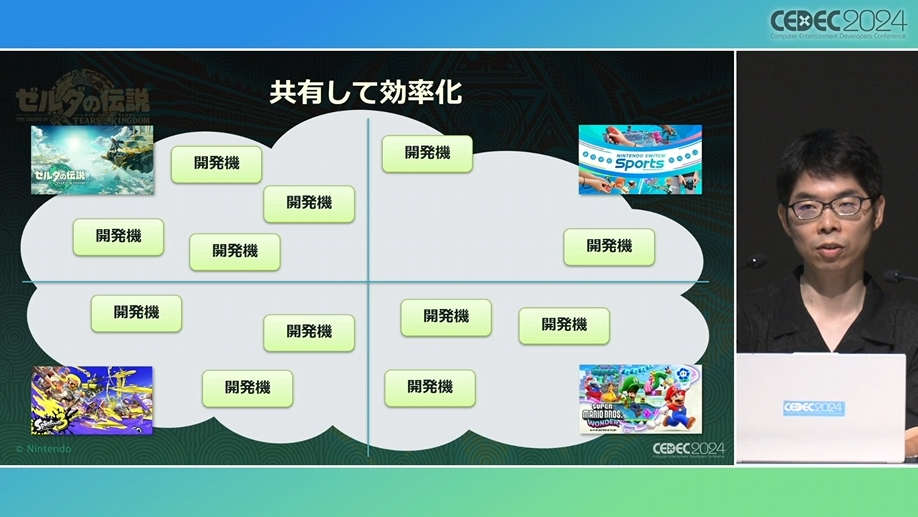 CEDEC2024
Computer Entertainment Developers Conference
共有して効率化
ゼルダの伝説
THE LEGEND OF ZELDA
TEARS OF THE KINGDOM
ゼルダの伝説
開発機
開発機
NINTENDO SWITCH
Sports
開発機
開発機
開発機
開発機
開発機
開発機
開発機
開発機
開発機
開発機
開発機
Splatoon 3
SUPER
MARIO BROS.
WONDER
© Nintendo
CEDEC2024
CEDEC2024